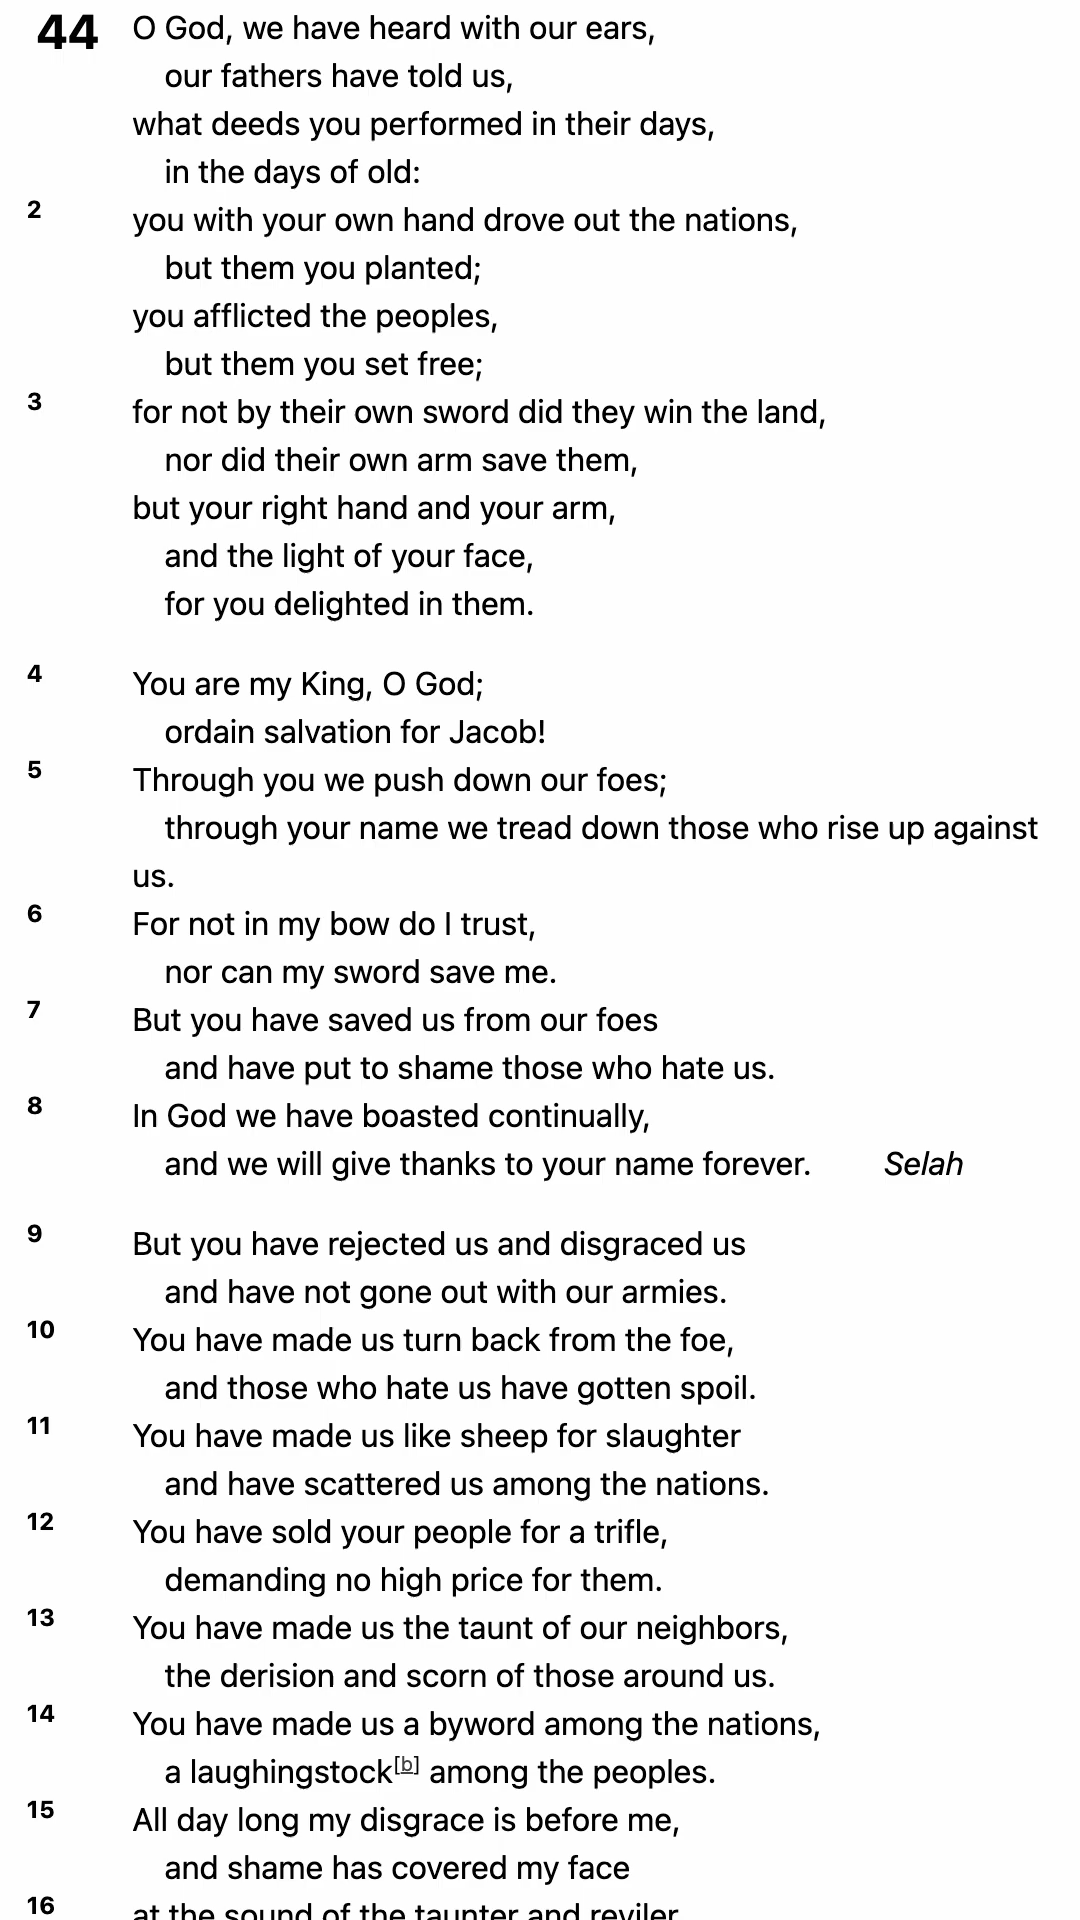 44 O God, we have heard with our ears,
our fathers have told us,
what deeds you performed in their days,
in the days of old:
2 you with your own hand drove out the nations,
but them you planted;
you afflicted the peoples,
but them you set free;
3 for not by their own sword did they win the land,
nor did their own arm save them,
but your right hand and your arm,
and the light of your face,
for you delighted in them.
4 You are my King, O God;
ordain salvation for Jacob!
5 Through you we push down our foes;
through your name we tread down those who rise up against
us.
6 For not in my bow do I trust,
nor can my sword save me.
7 But you have saved us from our foes
and have put to shame those who hate us.
8 In God we have boasted continually,
and we will give thanks to your name forever. Selah
9 But you have rejected us and disgraced us
and have not gone out with our armies.
10 You have made us turn back from the foe,
and those who hate us have gotten spoil.
11 You have made us like sheep for slaughter
and have scattered us among the nations.
12 You have sold your people for a trifle,
demanding no high price for them.
13 You have made us the taunt of our neighbors,
the derision and scorn of those around us.
14 You have made us a byword among the nations,
a laughingstock[b] among the peoples.
15 All day long my disgrace is before me,
and shame has covered my face
16 at the sound of the taunter and reviler